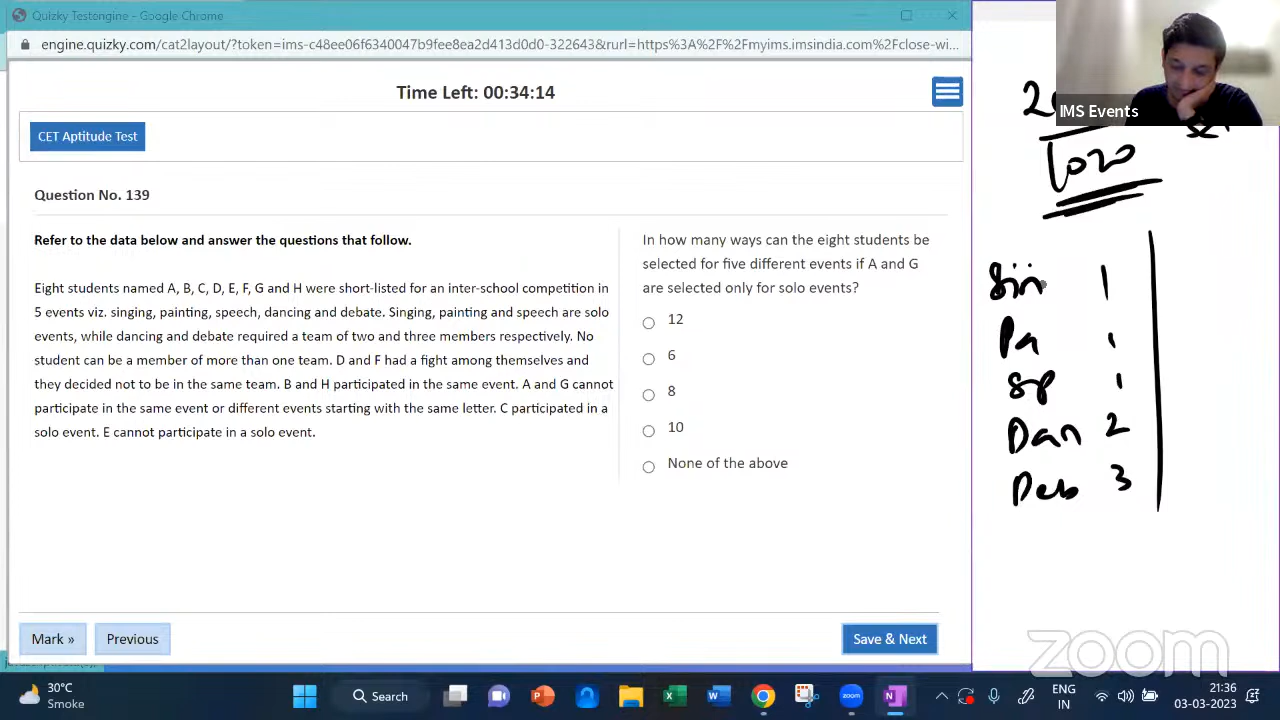 Quizky Testengine - Google Chrome
engine.quizky.com/cat2layout/?token=ims-c48ee06f6340047b9fee8ea2d413d0d0-322643&rurl=https%3A%2F%2Fmyims.imsindia.com%2Fclose-wi...
Time Left: 00:34:14
CET Aptitude Test
Question No. 139
Refer to the data below and answer the questions that follow.
Eight students named A, B, C, D, E, F, G and H were short-listed for an inter-school competition in
5 events viz. singing, painting, speech, dancing and debate. Singing, painting and speech are solo
events, while dancing and debate required a team of two and three members respectively. No
student can be a member of more than one team. D and F had a fight among themselves and
they decided not to be in the same team. B and H participated in the same event. A and G cannot
participate in the same event or different events starting with the same letter. C participated in a
solo event. E cannot participate in a solo event.
In how many ways can the eight students be
selected for five different events if A and G
are selected only for solo events?
12
6
8
10
None of the above
Mark »
Previous
Save & Next
IMS Events
1020
Sin 1
Pa 1
Sp 1
Dan 2
Deb 3
zoom
30°C
Smoke
Search
ENG
IN
21:36
03-03-2023